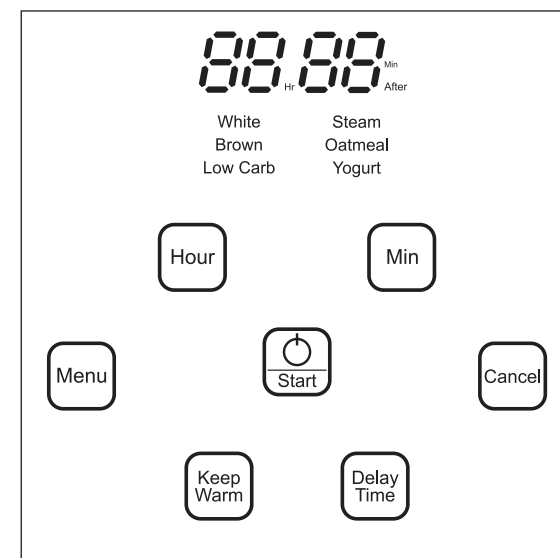 88 Hr 88 Min
After
White Steam
Brown Oatmeal
Low Carb Yogurt
Hour Min
Menu Start Cancel
Keep Delay
Warm Time